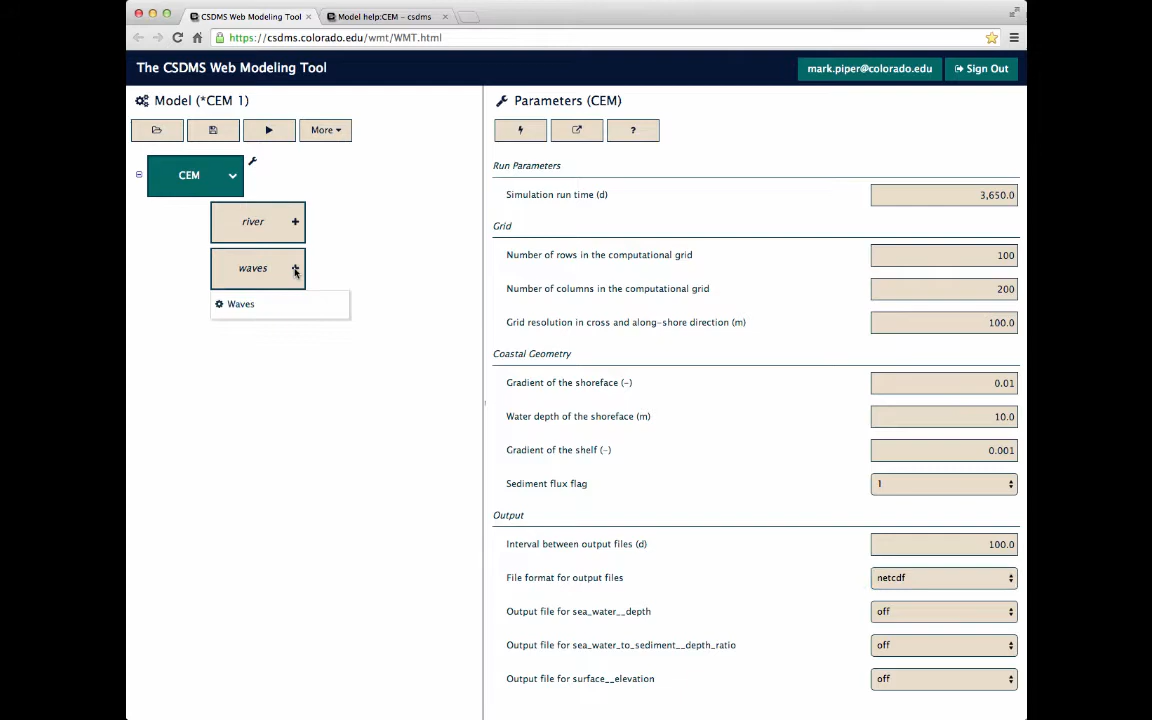 CSDMS Web Modeling Tool
Model help:CEM – csdms
https://csdms.colorado.edu/wmt/WMT.html
The CSDMS Web Modeling Tool
mark.piper@colorado.edu
Sign Out
Model (*CEM 1)
More
CEM
river
waves
Waves
Parameters (CEM)
?
Run Parameters
Simulation run time (d)
3,650.0
Grid
Number of rows in the computational grid
100
Number of columns in the computational grid
200
Grid resolution in cross and along-shore direction (m)
100.0
Coastal Geometry
Gradient of the shoreface (-)
0.01
Water depth of the shoreface (m)
10.0
Gradient of the shelf (-)
0.001
Sediment flux flag
1
Output
Interval between output files (d)
100.0
File format for output files
netcdf
Output file for sea_water__depth
off
Output file for sea_water_to_sediment__depth_ratio
off
Output file for surface__elevation
off